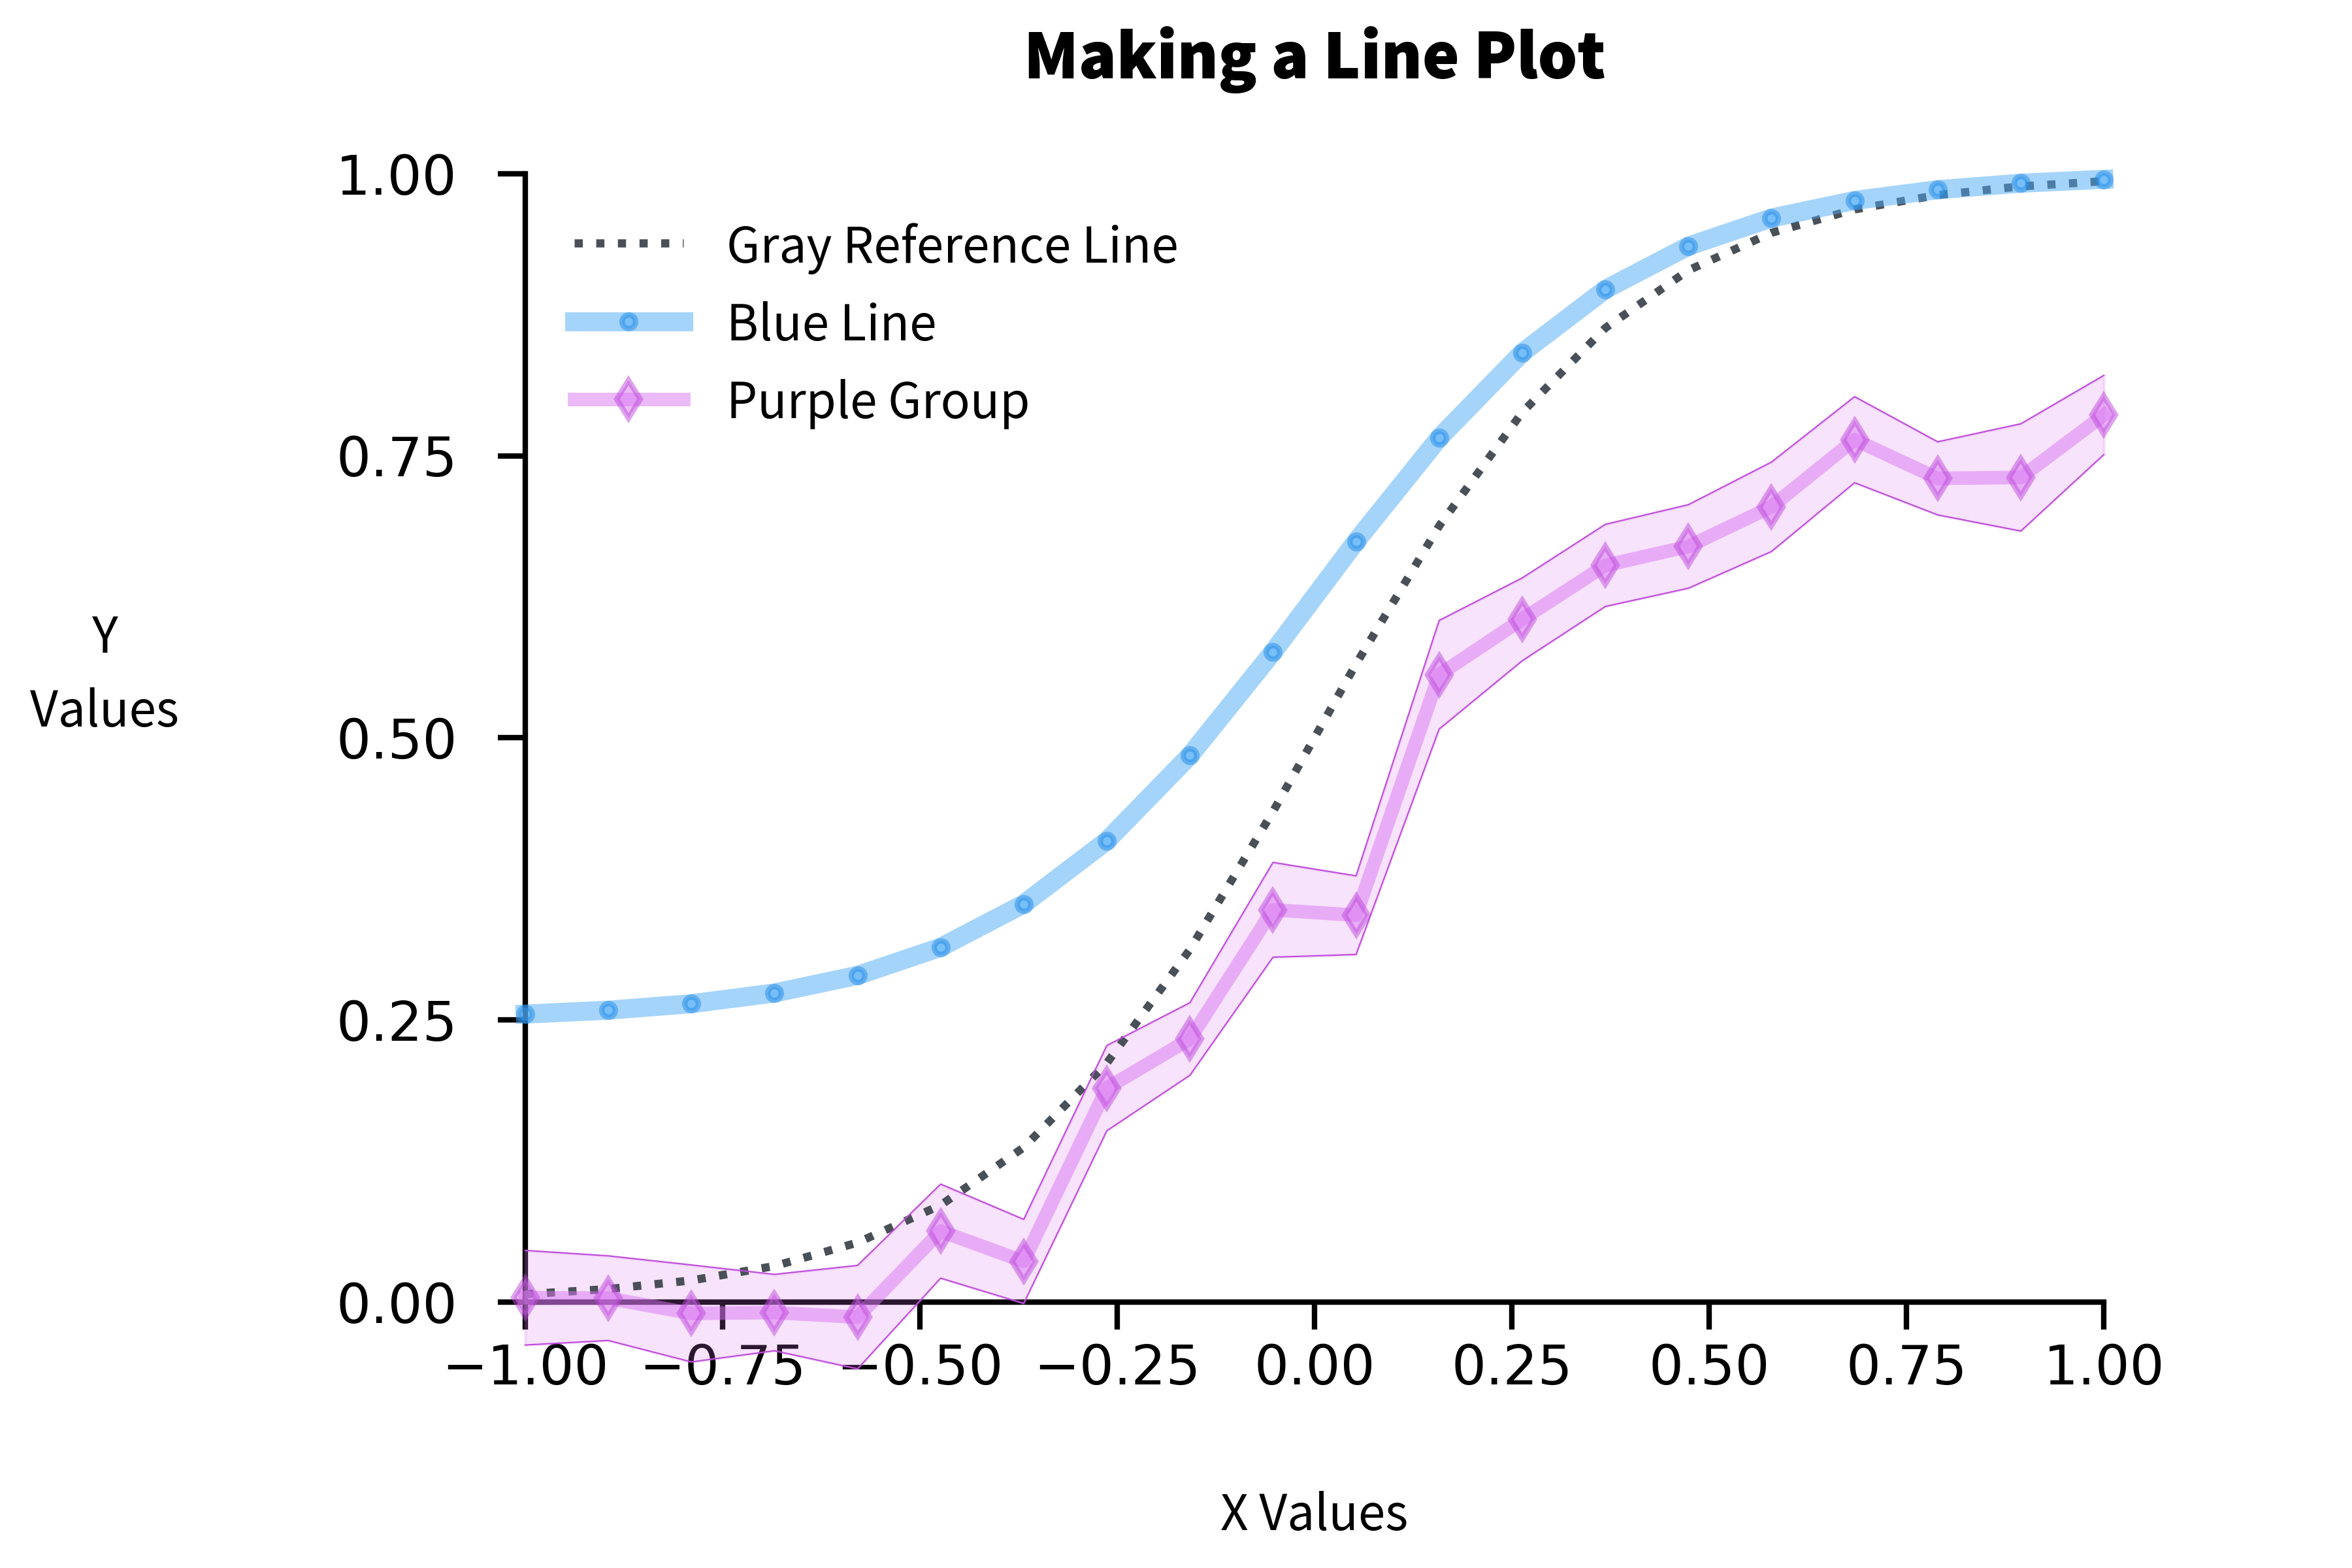 Making a Line Plot
1.00
Gray Reference Line
Blue Line
Purple Group
0.75
Y
Values
0.50
0.25
0.00
−1.00 −0.75 −0.50 −0.25 0.00 0.25 0.50 0.75 1.00
X Values